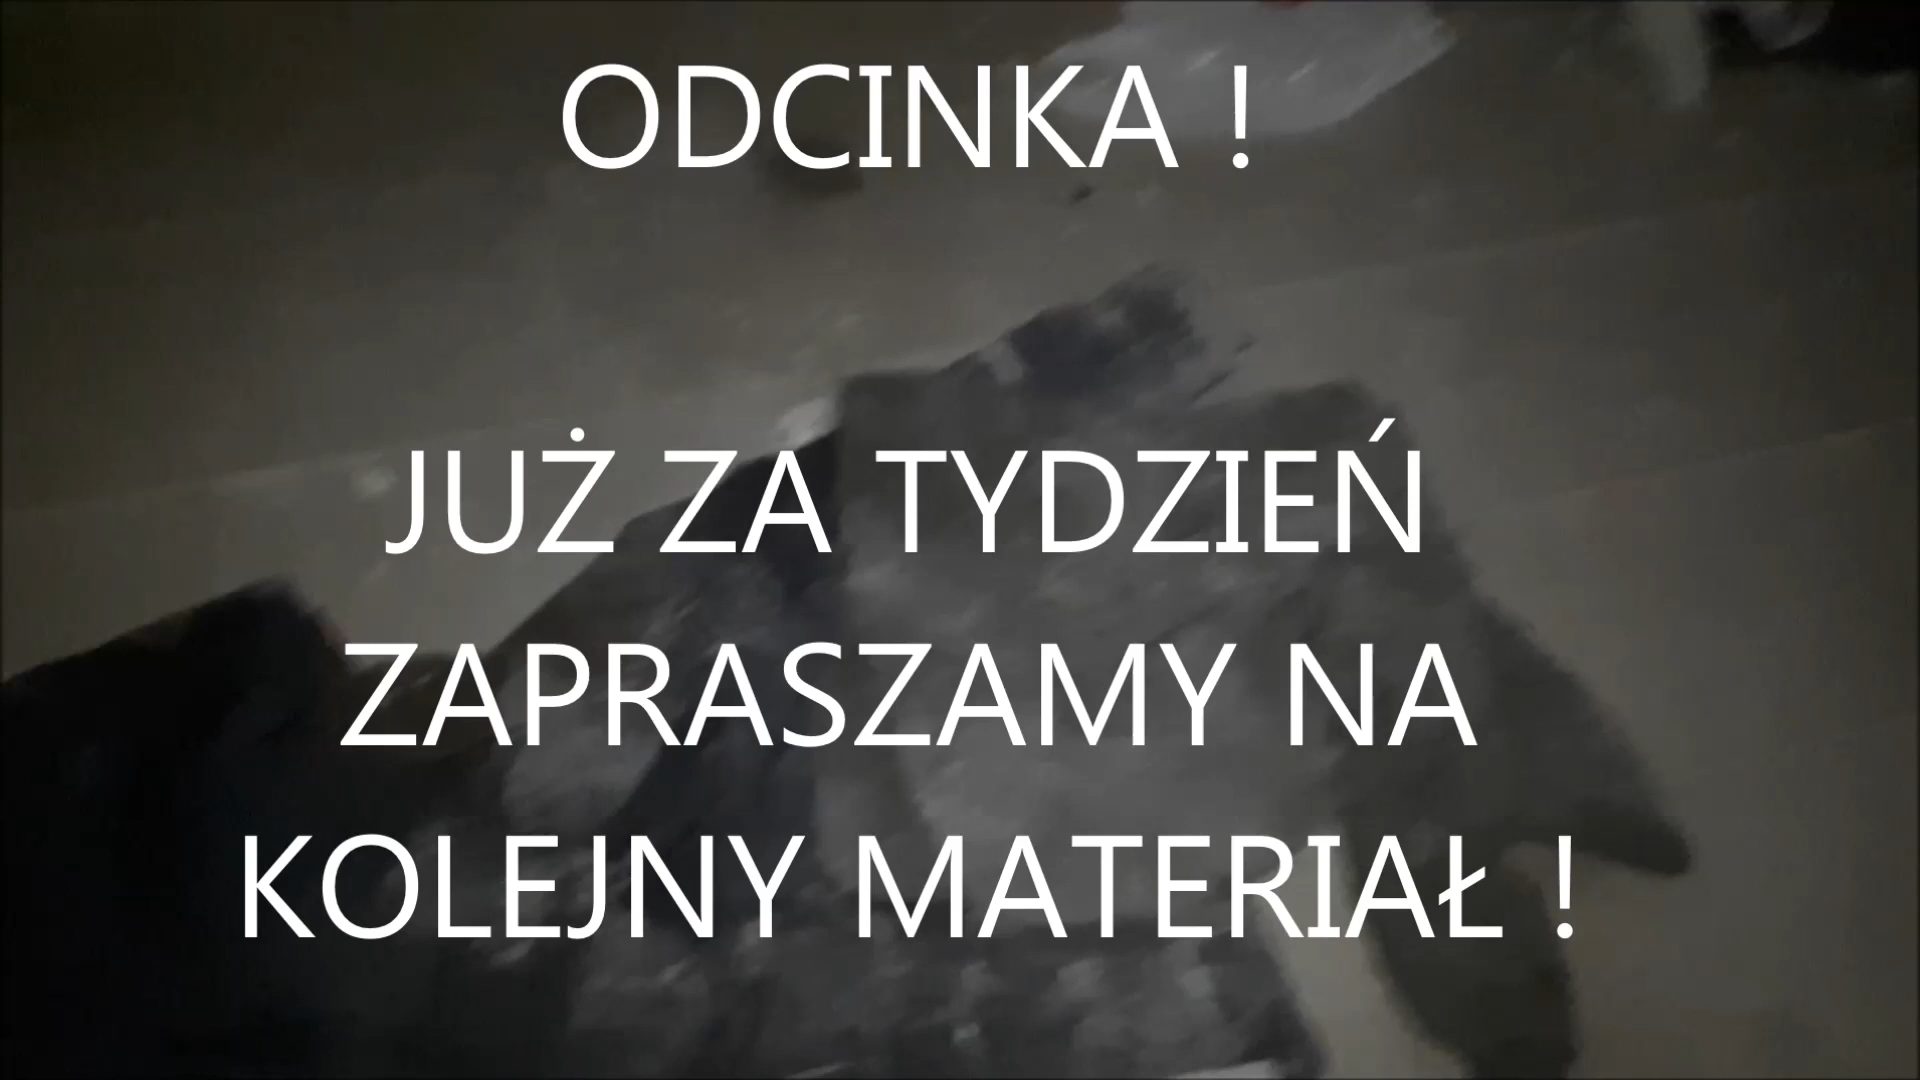 ODCINKA !
JUŻ ZA TYDZIEŃ
ZAPRASZAMY NA
KOLEJNY MATERIAŁ !